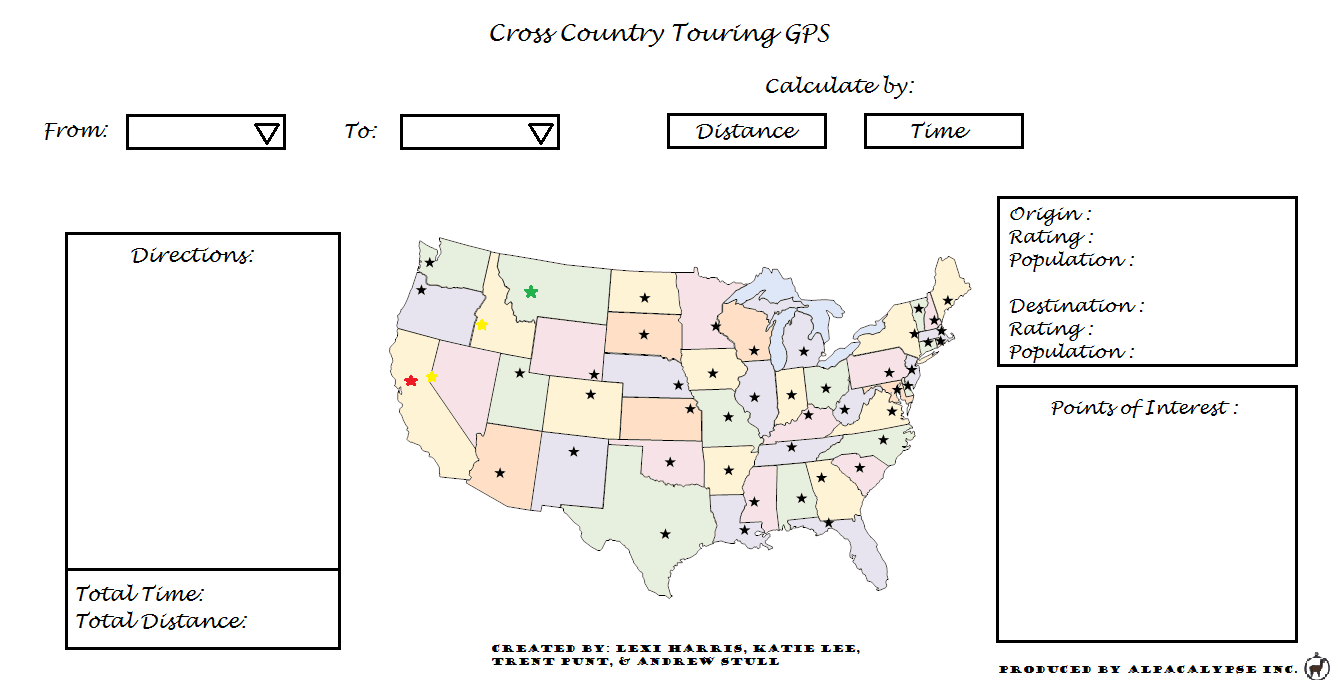 Cross Country Touring GPS
Calculate by:
From:
To:
Distance
Time
Directions:
Total Time:
Total Distance:
Origin :
Rating :
Population :
Destination :
Rating :
Population :
Points of Interest :
Created by: Lexi Harris, Katie Lee,
Trent Punt, & Andrew Stull
Produced by Alpacalypse Inc.